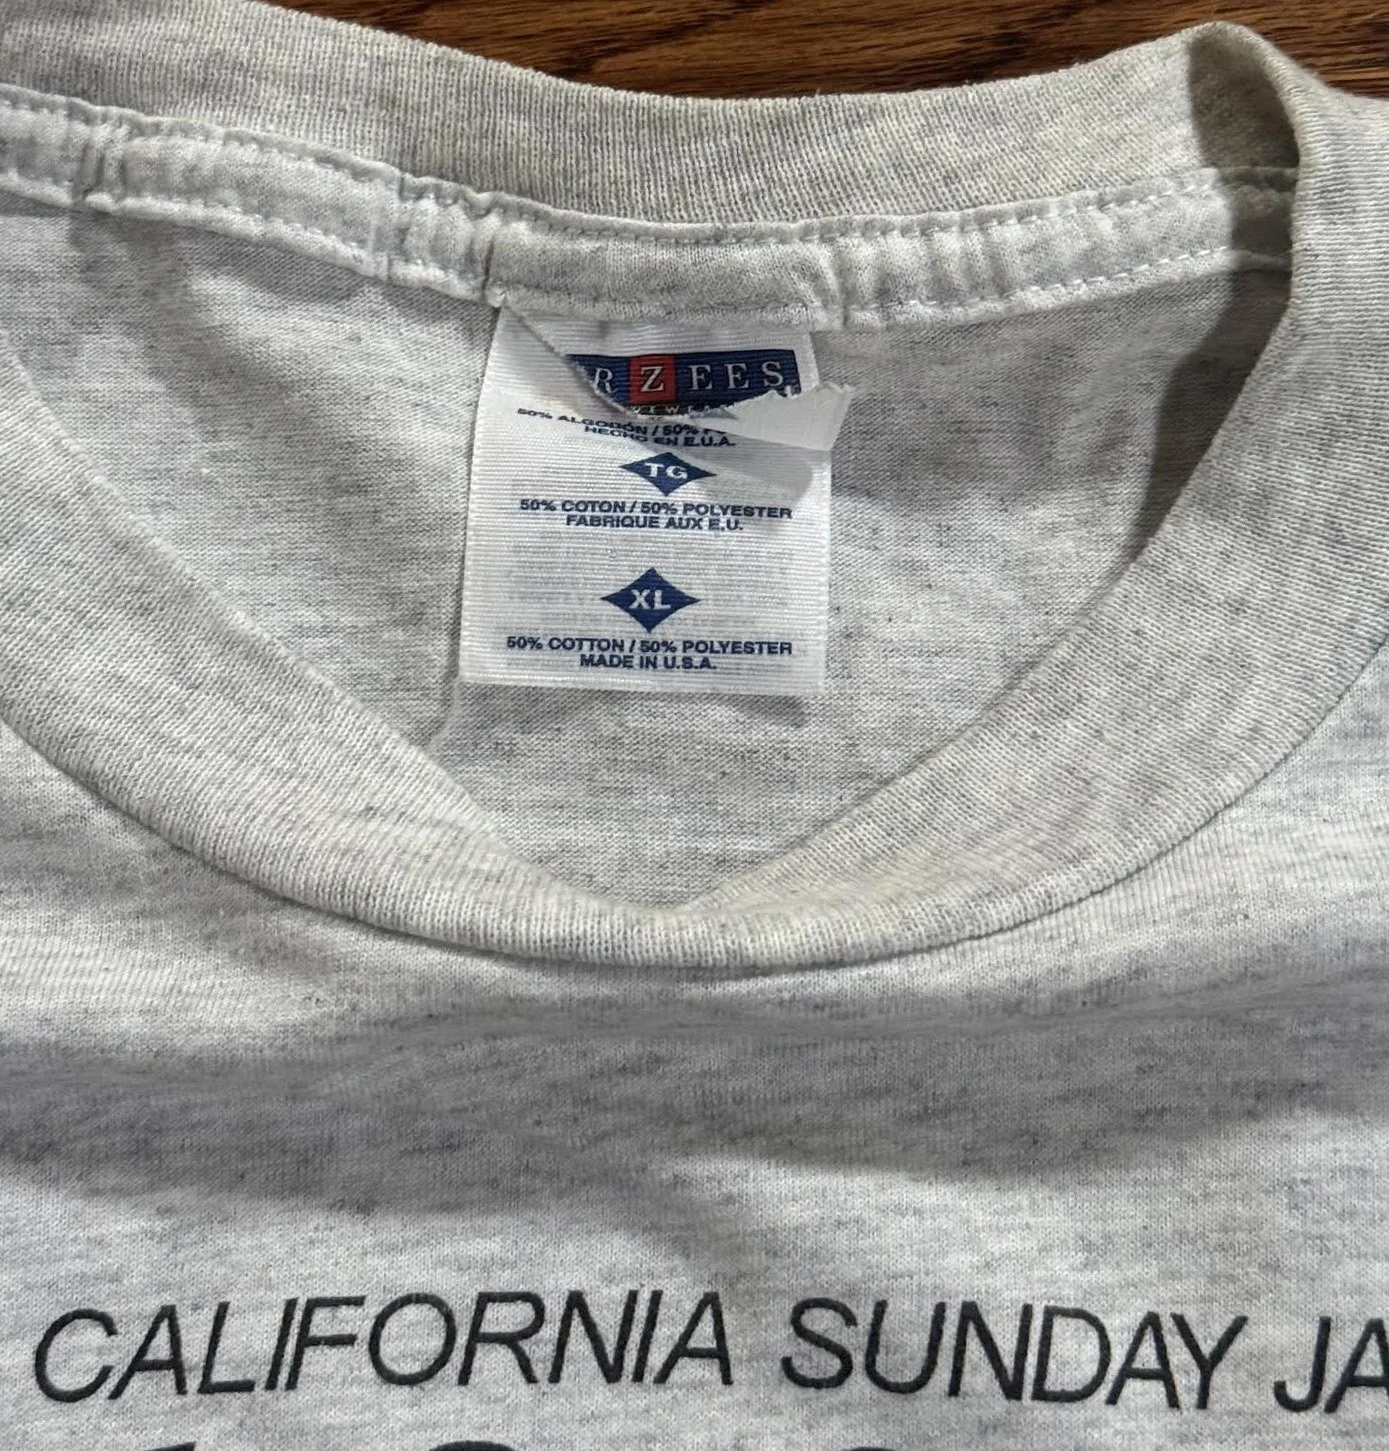 RZEES
50% ALGODÓN / 50%
HECHO EN E.U.A.
TG
50% COTON / 50% POLYESTER
FABRIQUE AUX E.U.
XL
50% COTTON / 50% POLYESTER
MADE IN U.S.A.
CALIFORNIA SUNDAY JA